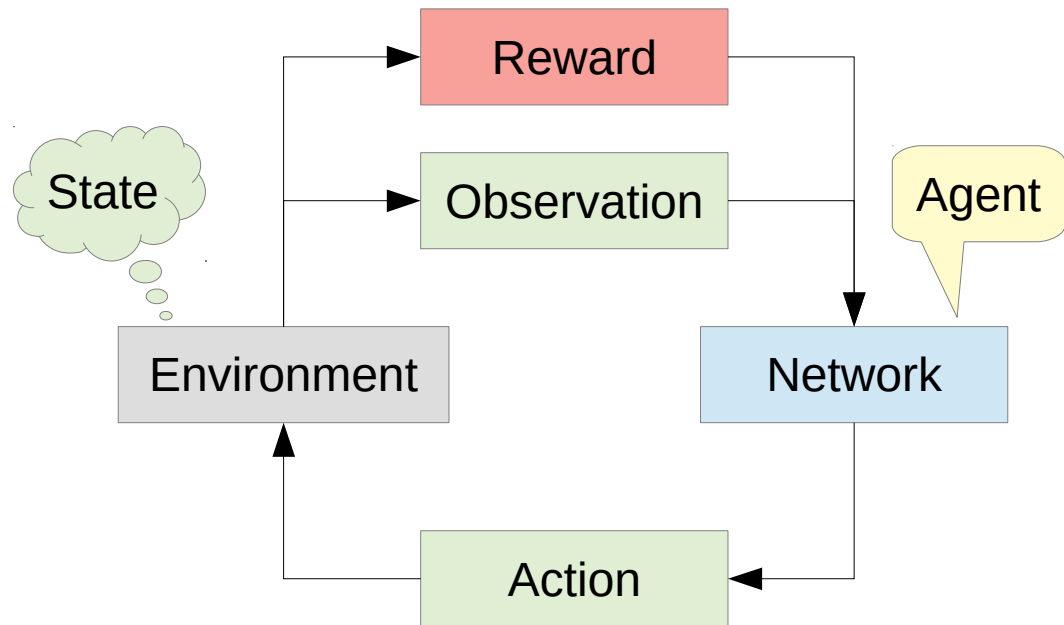 Reward
State
Observation
Agent
Environment
Network
Action